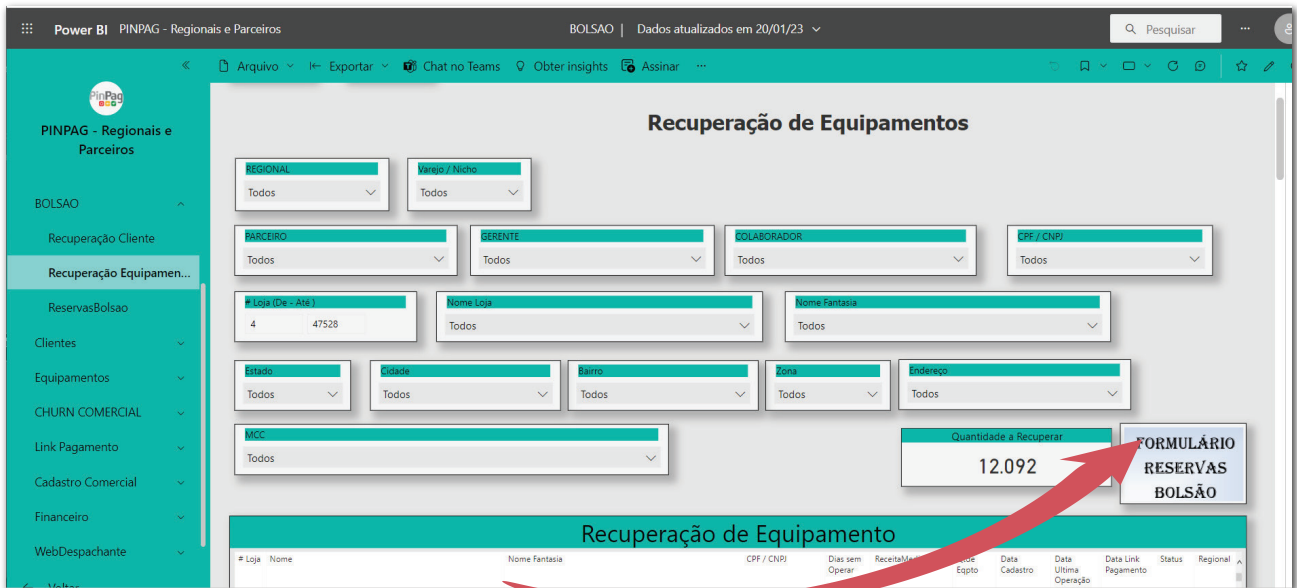 Power BI PINPAG - Regionais e Parceiros BOLSAO | Dados atualizados em 20/01/23 Pesquisar
Arquivo Exportar Chat no Teams Obter insights Assinar
PinPag
PINPAG - Regionais e
Parceiros
BOLSAO
Recuperação Cliente
Recuperação Equipamen...
ReservasBolsao
Clientes
Equipamentos
CHURN COMERCIAL
Link Pagamento
Cadastro Comercial
Financeiro
WebDespachante
Voltar
Recuperação de Equipamentos
REGIONAL Varejo / Nicho
Todos Todos
PARCEIRO GERENTE COLABORADOR CPF / CNPJ
Todos Todos Todos Todos
# Loja (De - Até ) Nome Loja Nome Fantasia
4 47528 Todos Todos
Estado Cidade Bairro Zona Endereço
Todos Todos Todos Todos Todos
MCC
Todos
Quantidade a Recuperar
12.092
FORMULÁRIO
RESERVAS
BOLSÃO
Recuperação de Equipamento
# Loja Nome Nome Fantasia CPF / CNPJ Dias sem Data Data Data Link Status Regional
Operar Eqpto Cadastro Ultima Pagamento
Operação